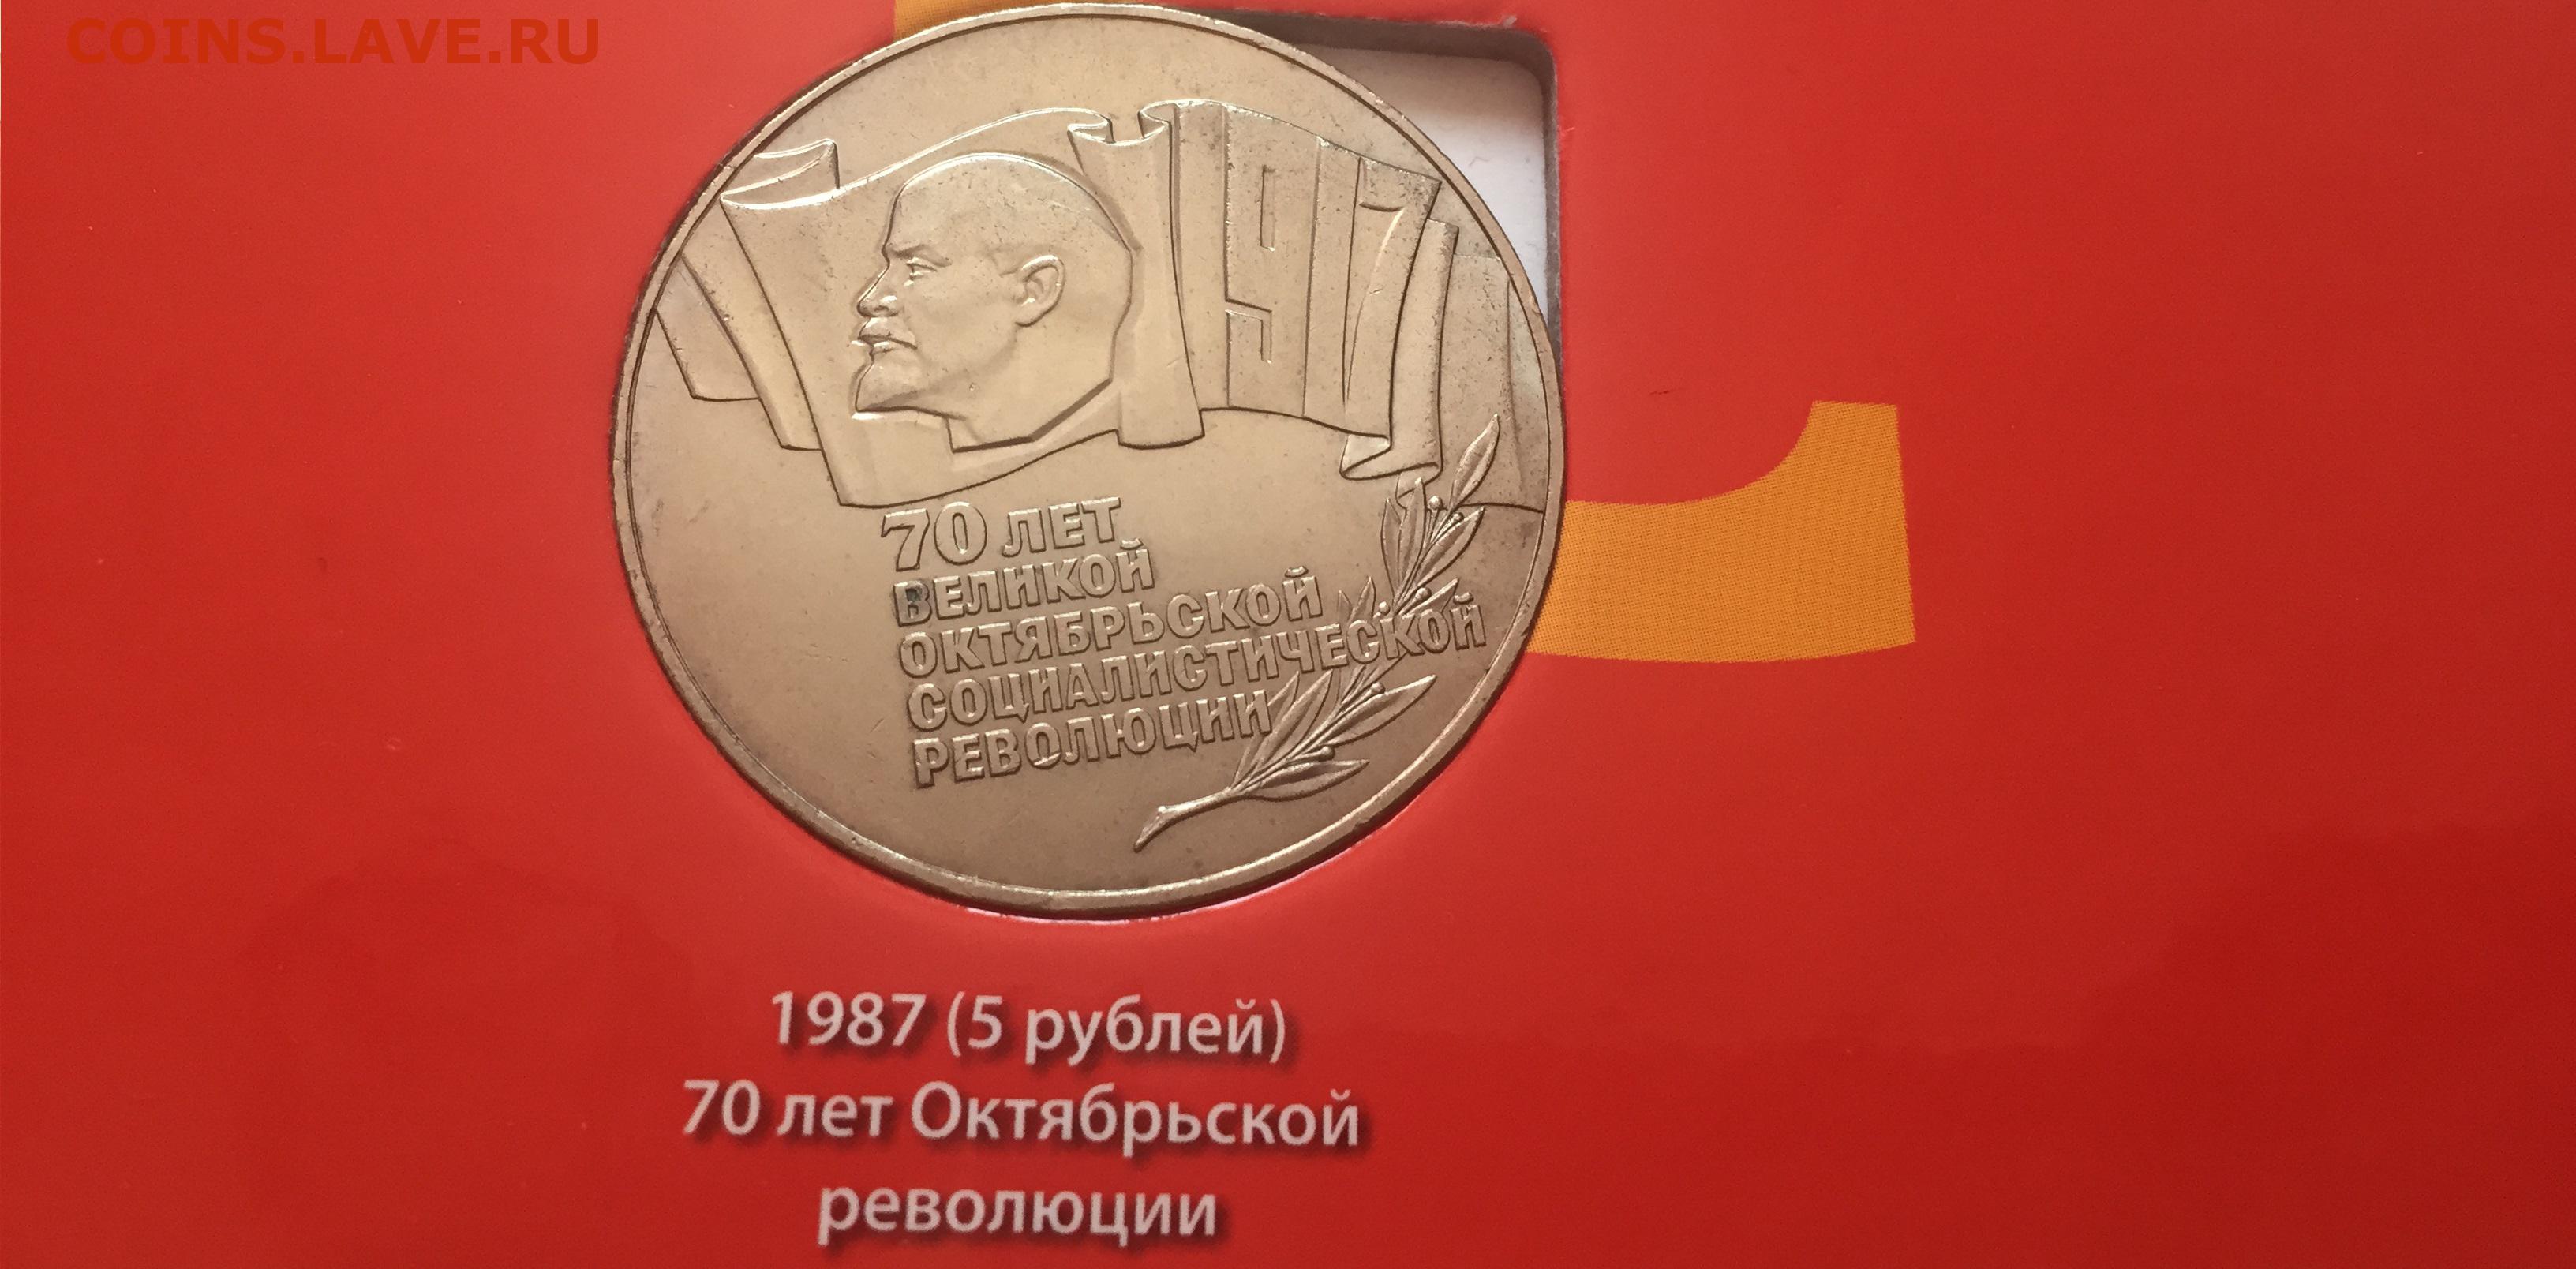 COINS.LAVE.RU
1917
70 ЛЕТ
ВЕЛИКОЙ
ОКТЯБРЬСКОЙ
СОЦИАЛИСТИЧЕСКОЙ
РЕВОЛЮЦИИ
1987 (5 рублей)
70 лет Октябрьской
революции